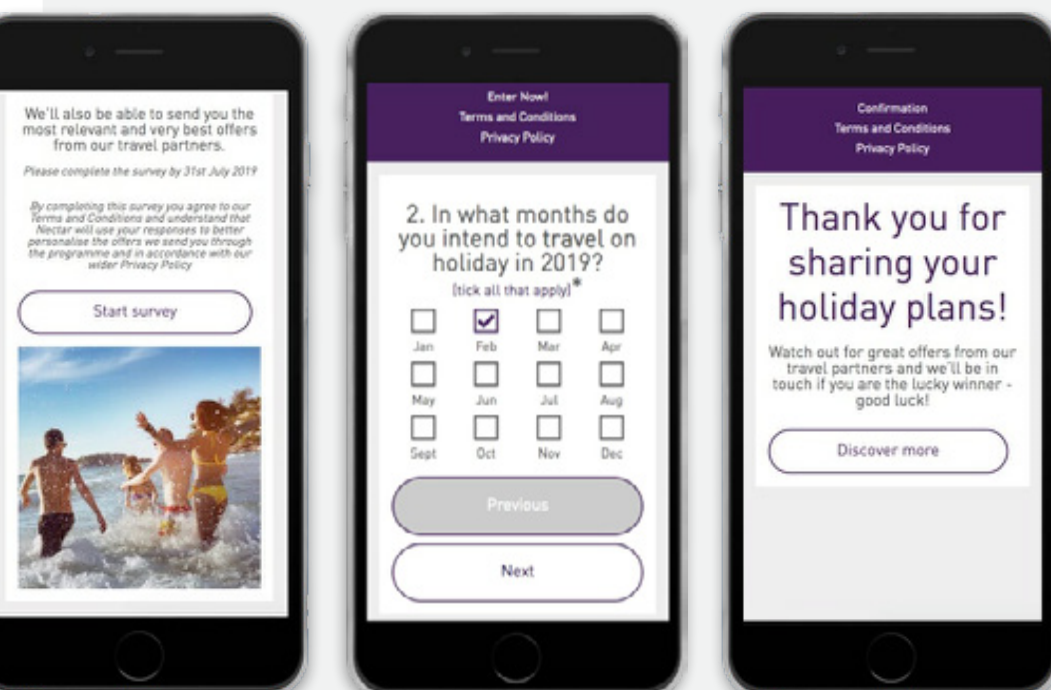 We'll also be able to send you the
most relevant and very best offers
from our travel partners.
Please complete the survey by 31st July 2019
By completing this survey you agree to our
Terms and Conditions and understand that
Nectar will use your responses to better
personalise the offers we send you through
the programme and in accordance with our
wider Privacy Policy
Start survey
Enter Now!
Terms and Conditions
Privacy Policy
2. In what months do
you intend to travel on
holiday in 2019?
(tick all that apply)*
Jan Feb Mar Apr
May Jun Jul Aug
Sept Oct Nov Dec
Previous
Next
Confirmation
Terms and Conditions
Privacy Policy
Thank you for
sharing your
holiday plans!
Watch out for great offers from our
travel partners and we'll be in
touch if you are the lucky winner -
good luck!
Discover more